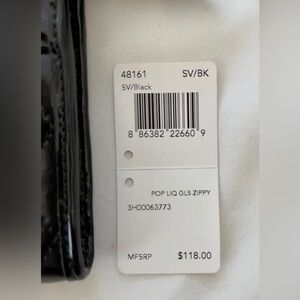 48161 SV/BK
SV/Black
8 86382 22660 9
POP LIQ GLS ZIPPY
3H00063773
MFSRP $118.00